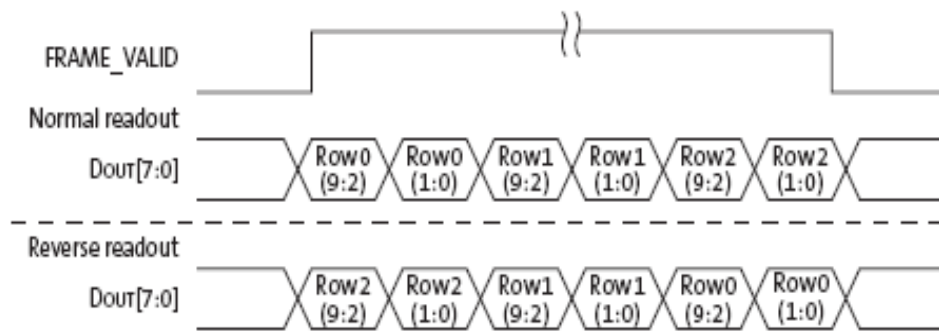 FRAME_VALID
Normal readout
DOUT[7:0]
Row0 Row0 Row1 Row1 Row2 Row2
(9:2) (1:0) (9:2) (1:0) (9:2) (1:0)
Reverse readout
DOUT[7:0]
Row2 Row2 Row1 Row1 Row0 Row0
(9:2) (1:0) (9:2) (1:0) (9:2) (1:0)